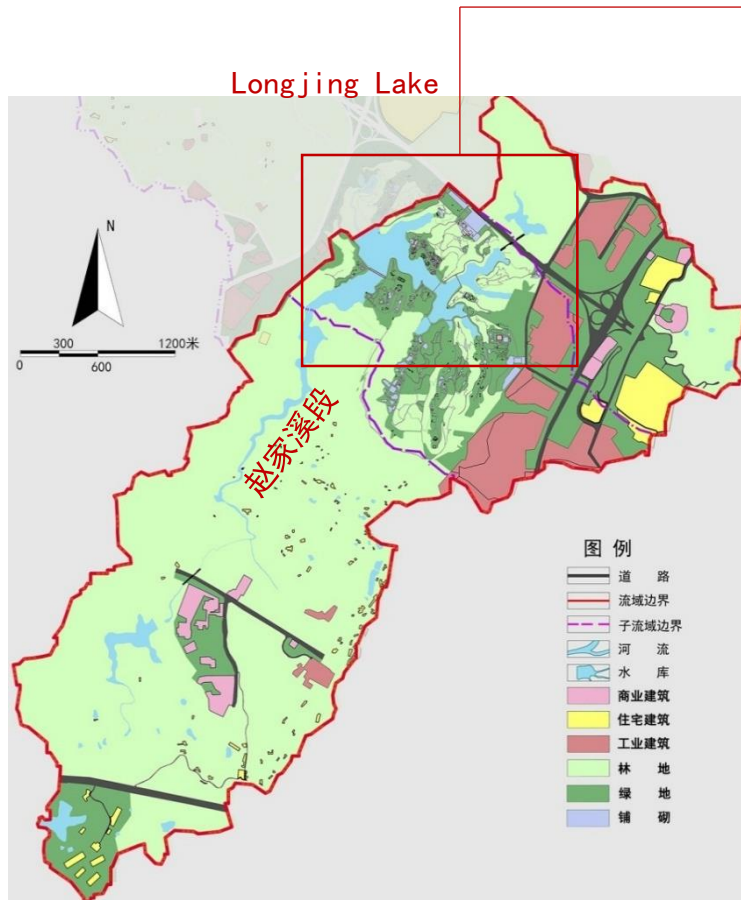 Longjing Lake
N
300 1200米
0 600
赵家溪段
图 例
道 路
流域边界
子流域边界
河 流
水 库
商业建筑
住宅建筑
工业建筑
林 地
绿 地
铺 砌